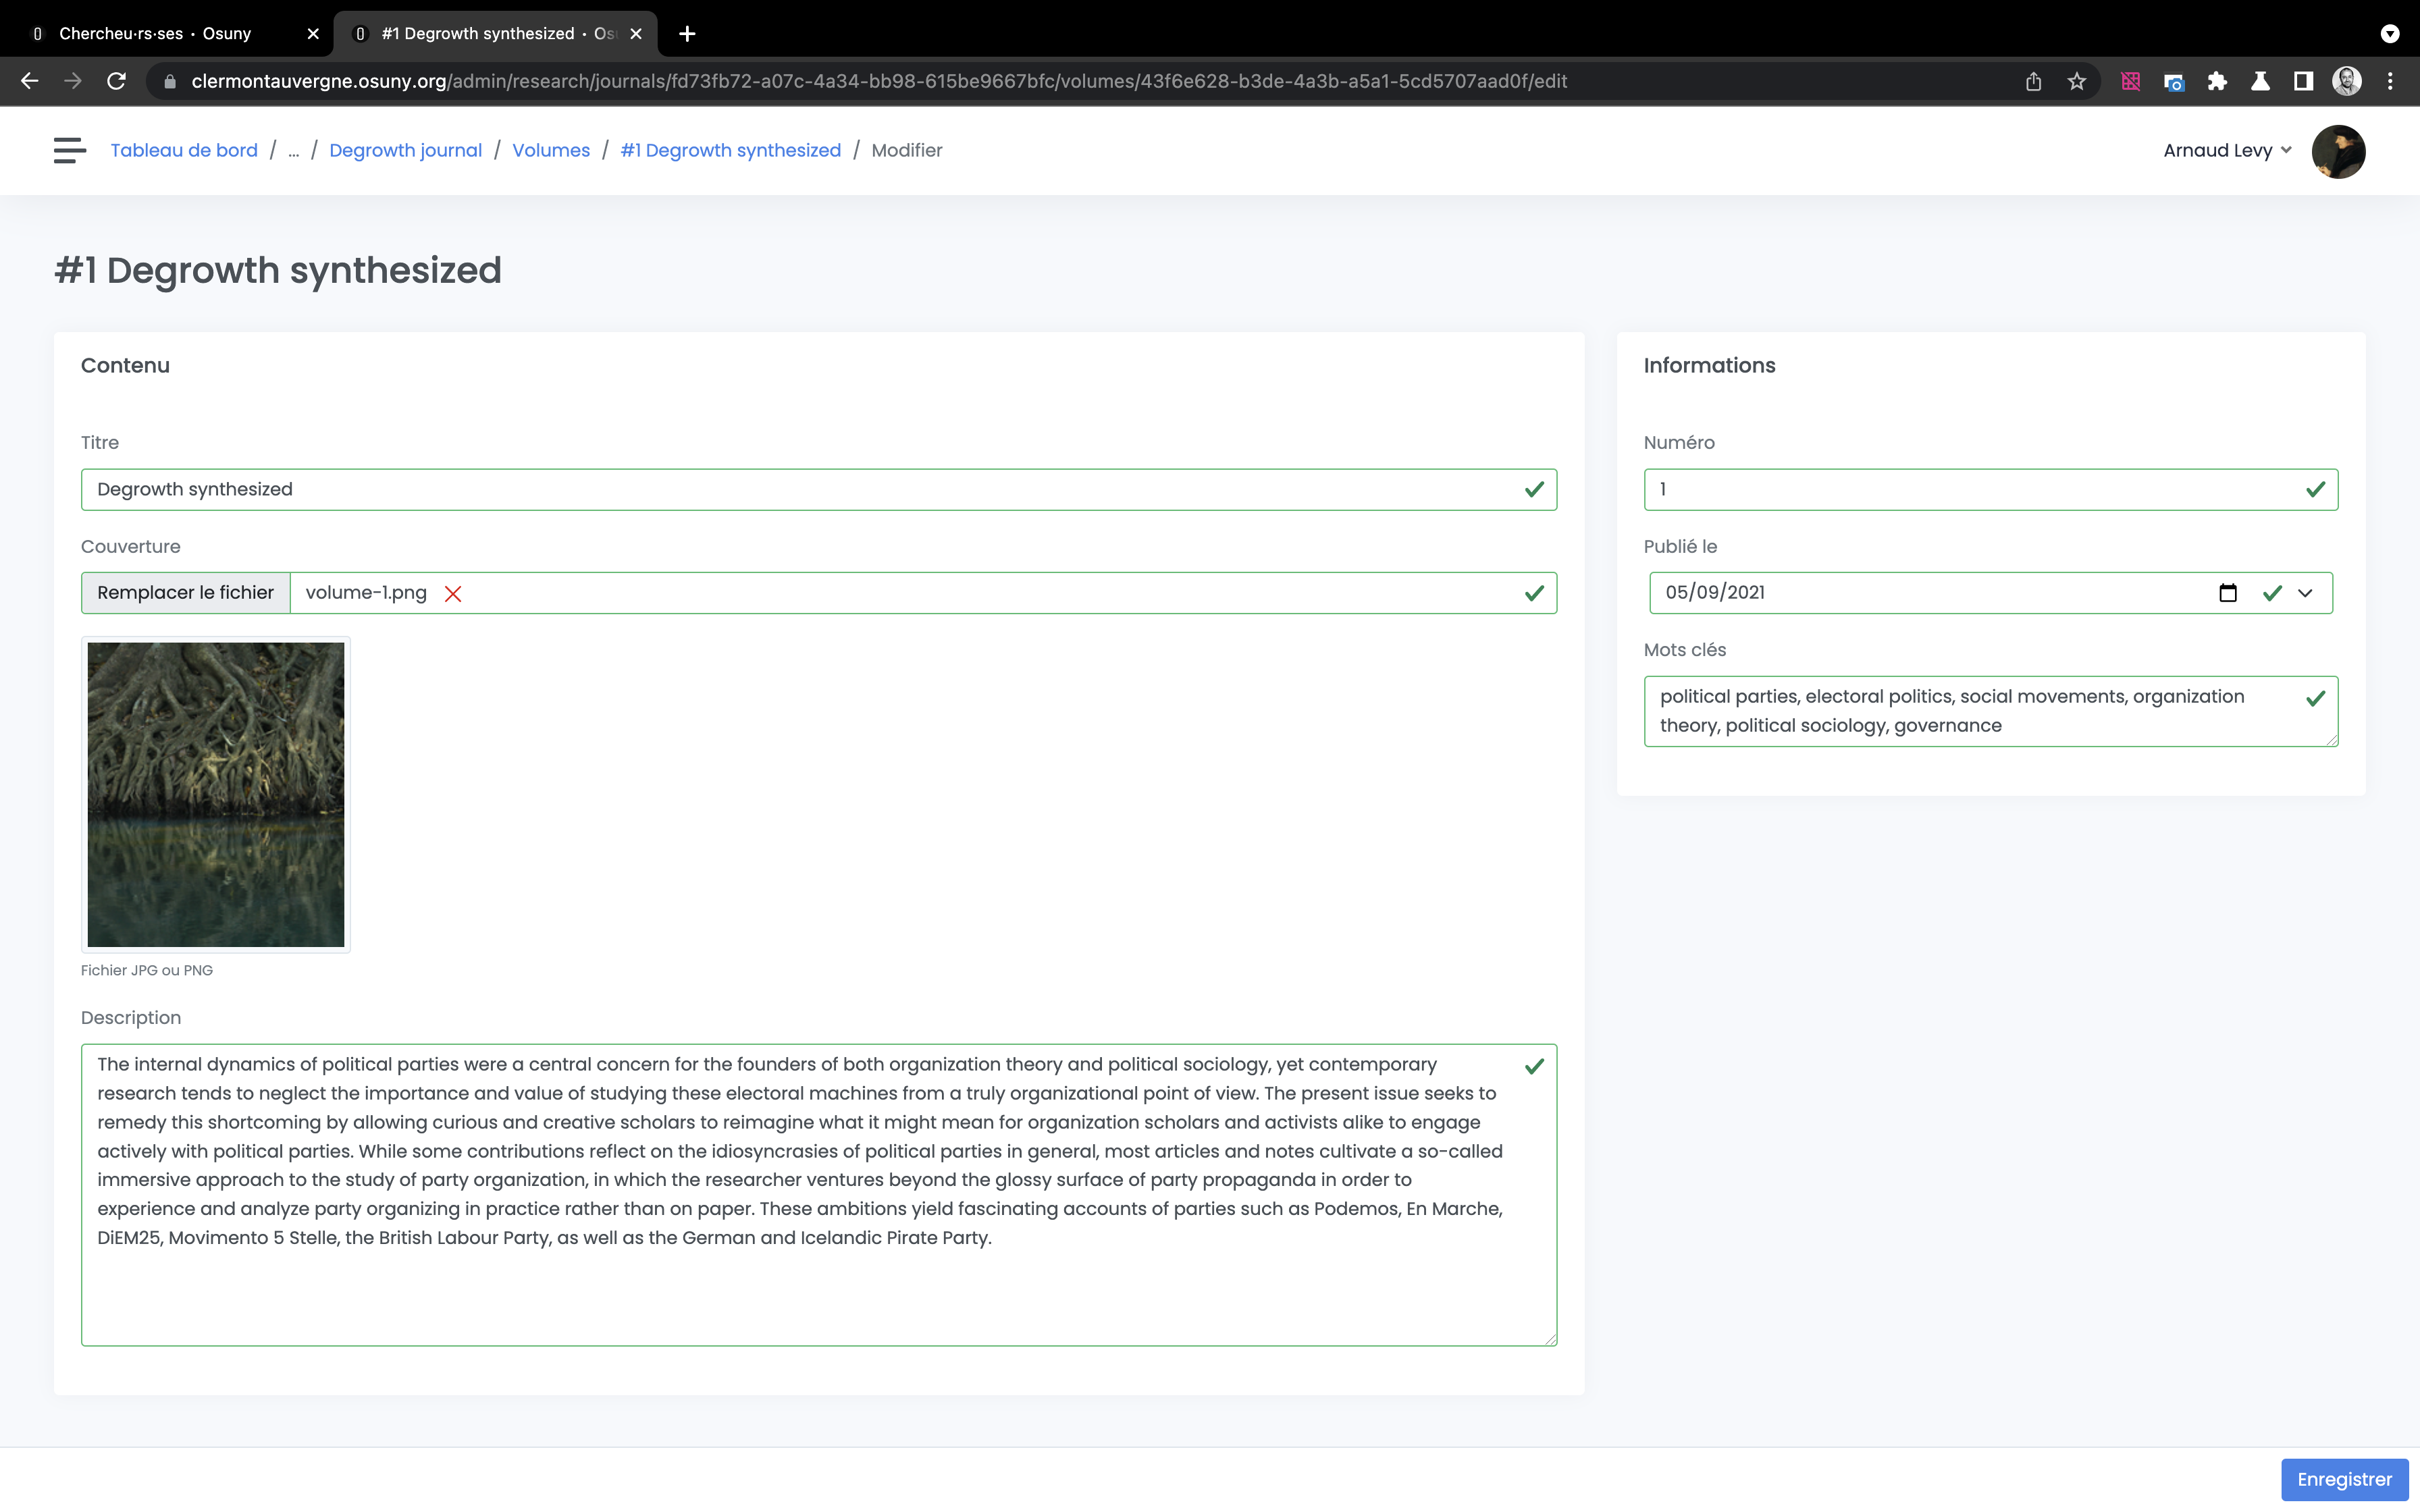 Chercheu·rs·ses • Osuny
#1 Degrowth synthesized • Os
clermontauvergne.osuny.org/admin/research/journals/fd73fb72-a07c-4a34-bb98-615be9667bfc/volumes/43f6e628-b3de-4a3b-a5a1-5cd5707aad0f/edit
Tableau de bord / ... / Degrowth journal / Volumes / #1 Degrowth synthesized / Modifier
Arnaud Levy
#1 Degrowth synthesized
Contenu
Titre
Degrowth synthesized
Couverture
Remplacer le fichier volume-1.png
Fichier JPG ou PNG
Description
The internal dynamics of political parties were a central concern for the founders of both organization theory and political sociology, yet contemporary
research tends to neglect the importance and value of studying these electoral machines from a truly organizational point of view. The present issue seeks to
remedy this shortcoming by allowing curious and creative scholars to reimagine what it might mean for organization scholars and activists alike to engage
actively with political parties. While some contributions reflect on the idiosyncrasies of political parties in general, most articles and notes cultivate a so-called
immersive approach to the study of party organization, in which the researcher ventures beyond the glossy surface of party propaganda in order to
experience and analyze party organizing in practice rather than on paper. These ambitions yield fascinating accounts of parties such as Podemos, En Marche,
DiEM25, Movimento 5 Stelle, the British Labour Party, as well as the German and Icelandic Pirate Party.
Informations
Numéro
1
Publié le
05/09/2021
Mots clés
political parties, electoral politics, social movements, organization
theory, political sociology, governance
Enregistrer